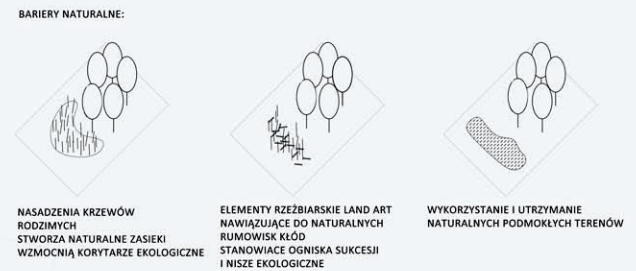 BARIERY NATURALNE:
NASADZENIA KRZEWÓW
RODZIMYCH
STWORZA NATURALNE ZASIEKI
WZMOCNIĄ KORYTARZE EKOLOGICZNE
ELEMENTY RZEŹBIARSKIE LAND ART
NAWIĄZUJĄCE DO NATURALNYCH
RUMOWISK KŁÓD
STANOWIACE OGNISKA SUKCESJI
I NISZE EKOLOGICZNE
WYKORZYSTANIE I UTRZYMANIE
NATURALNYCH PODMOKŁYCH TERENÓW